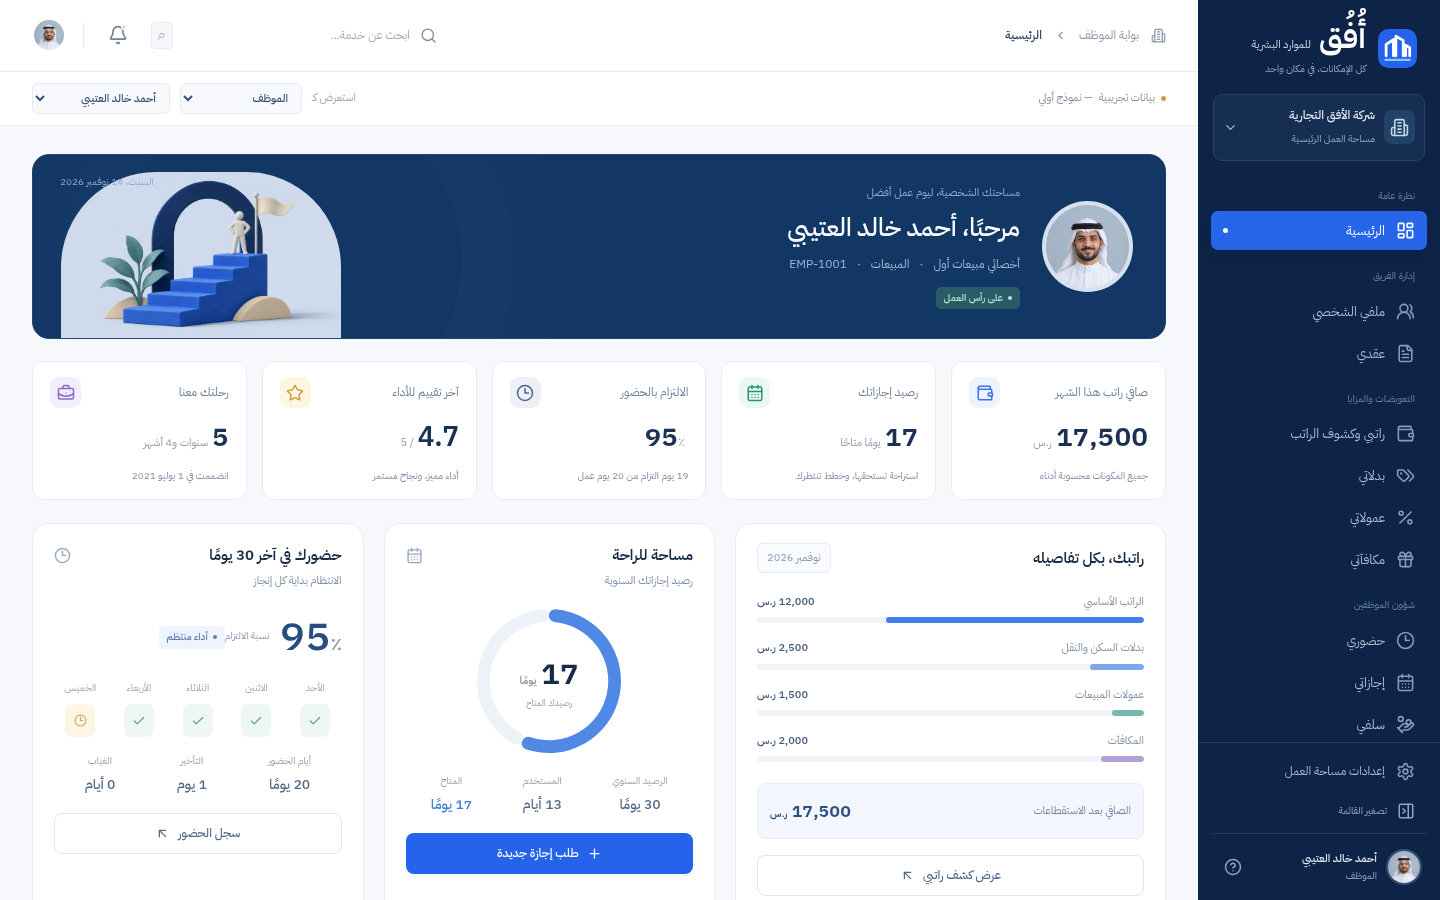 أُفُق
للموارد البشرية
كل الإمكانات، في مكان واحد
شركة الأفق التجارية
مساحة العمل الرئيسية
نظرة عامة
الرئيسية
إدارة الفريق
ملفي الشخصي
عقدي
التعويضات والمزايا
راتبي وكشوف الراتب
بدلاتي
عمولاتي
مكافآتي
شؤون الموظفين
حضوري
إجازاتي
سلفي
إعدادات مساحة العمل
تصغير القائمة
أحمد خالد العتيبي
الموظف
بوابة الموظف
الرئيسية
ابحث عن خدمة...
بيانات تجريبية — نموذج أولي
استعرض كـ
الموظف
أحمد خالد العتيبي
مساحتك الشخصية، ليوم عمل أفضل
مرحبًا، أحمد خالد العتيبي
أخصائي مبيعات أول · المبيعات · EMP-1001
على رأس العمل
السبت، 14 نوفمبر 2026
صافي راتب هذا الشهر
17,500 ر.س
جميع المكونات محسوبة أدناه
رصيد إجازاتك
17 يومًا متاحًا
استراحة تستحقها، وخطط تنتظرك
الالتزام بالحضور
95٪
19 يوم التزام من 20 يوم عمل
آخر تقييم للأداء
4.7 / 5
أداء مميز، ونجاح مستمر
رحلتك معنا
5 سنوات و4 أشهر
انضممت في 1 يوليو 2021
راتبك، بكل تفاصيله
نوفمبر 2026
الراتب الأساسي
12,000 ر.س
بدلات السكن والنقل
2,500 ر.س
عمولات المبيعات
1,500 ر.س
المكافآت
2,000 ر.س
الصافي بعد الاستقطاعات
17,500 ر.س
عرض كشف راتبي
مساحة للراحة
رصيد إجازاتك السنوية
17 يومًا
رصيدك المتاح
الرصيد السنوي
المستخدم
المتاح
30 يومًا
13 أيام
17 يومًا
طلب إجازة جديدة
حضورك في آخر 30 يومًا
الانتظام بداية كل إنجاز
95٪
نسبة الالتزام
أداء منتظم
الأحد
الاثنين
الثلاثاء
الأربعاء
الخميس
أيام الحضور
التأخير
الغياب
20 يومًا
1 يوم
0 أيام
سجل الحضور